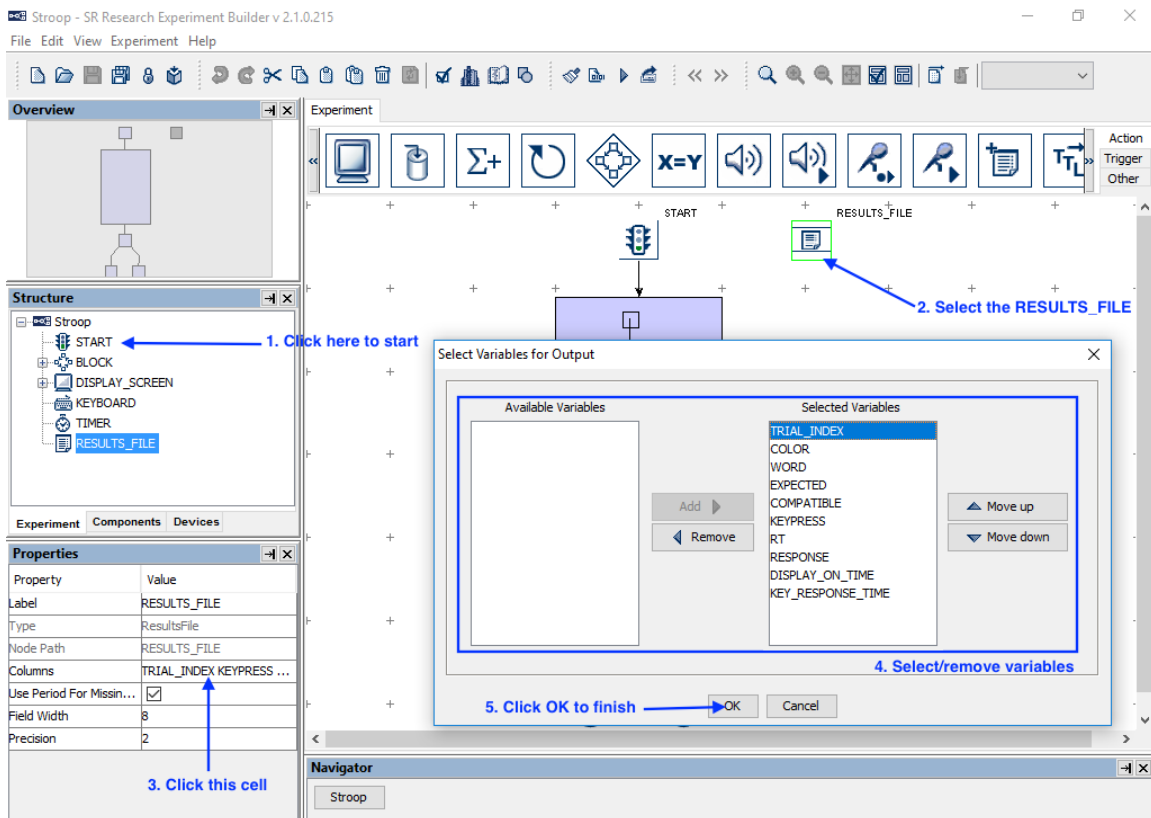 Stroop - SR Research Experiment Builder v 2.1.0.215
File Edit View Experiment Help
Overview
Experiment
Σ+
X=Y
TTL
Action
Trigger
Other
START
RESULTS_FILE
2. Select the RESULTS_FILE
Structure
Stroop
START
1. Click here to start
BLOCK
DISPLAY_SCREEN
KEYBOARD
TIMER
RESULTS_FILE
Experiment Components Devices
Select Variables for Output
Available Variables
Selected Variables
TRIAL_INDEX
COLOR
WORD
EXPECTED
COMPATIBLE
KEYPRESS
RT
RESPONSE
DISPLAY_ON_TIME
KEY_RESPONSE_TIME
Add
Remove
Move up
Move down
4. Select/remove variables
5. Click OK to finish
OK
Cancel
Properties
Property Value
Label RESULTS_FILE
Type ResultsFile
Node Path RESULTS_FILE
Columns TRIAL_INDEX KEYPRESS ...
Use Period For Missin...
Field Width 8
Precision 2
3. Click this cell
Navigator
Stroop